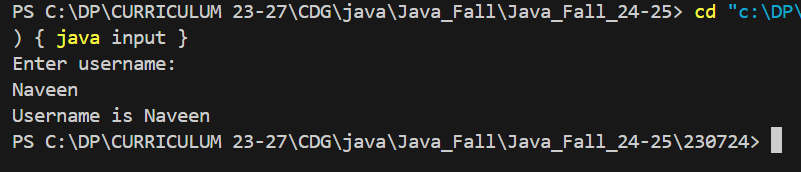 PS C:\DP\CURRICULUM 23-27\CDG\java\Java_Fall\Java_Fall_24-25> cd "c:\DP\
) { java input }
Enter username:
Naveen
Username is Naveen
PS C:\DP\CURRICULUM 23-27\CDG\java\Java_Fall\Java_Fall_24-25\230724>